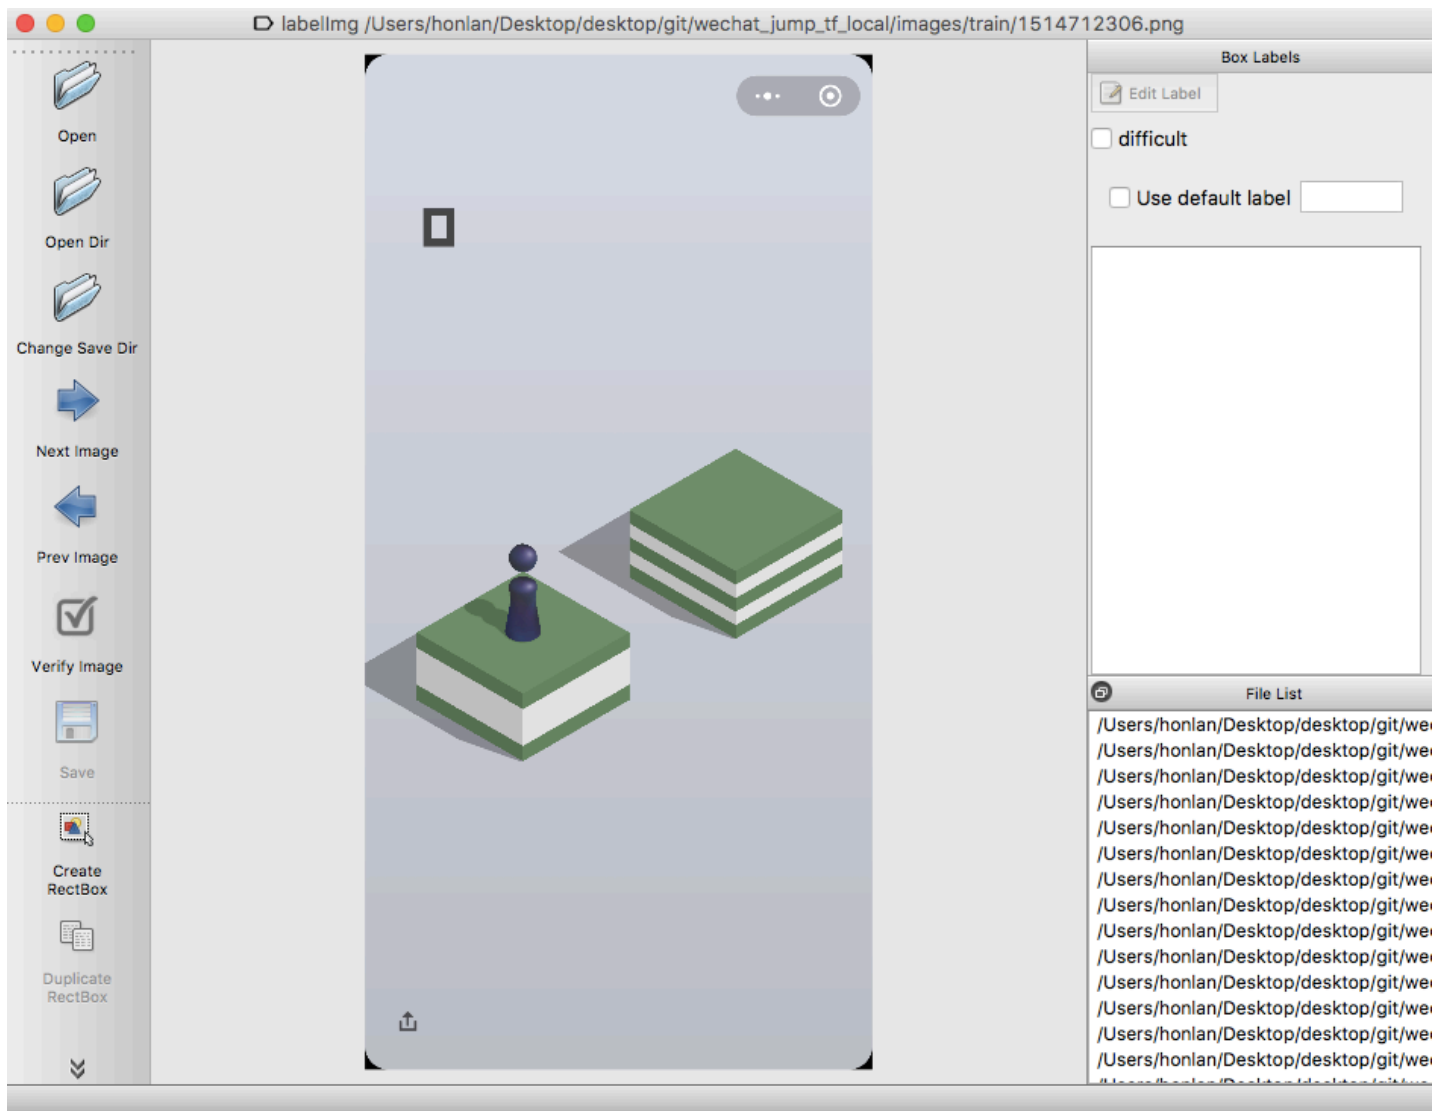 labelImg /Users/honlan/Desktop/desktop/git/wechat_jump_tf_local/images/train/1514712306.png
Open
Open Dir
Change Save Dir
Next Image
Prev Image
Verify Image
Save
Create
RectBox
Duplicate
RectBox
0
Box Labels
Edit Label
difficult
Use default label
File List
/Users/honlan/Desktop/desktop/git/we
/Users/honlan/Desktop/desktop/git/we
/Users/honlan/Desktop/desktop/git/we
/Users/honlan/Desktop/desktop/git/we
/Users/honlan/Desktop/desktop/git/we
/Users/honlan/Desktop/desktop/git/we
/Users/honlan/Desktop/desktop/git/we
/Users/honlan/Desktop/desktop/git/we
/Users/honlan/Desktop/desktop/git/we
/Users/honlan/Desktop/desktop/git/we
/Users/honlan/Desktop/desktop/git/we
/Users/honlan/Desktop/desktop/git/we
/Users/honlan/Desktop/desktop/git/we
/Users/honlan/Desktop/desktop/git/we